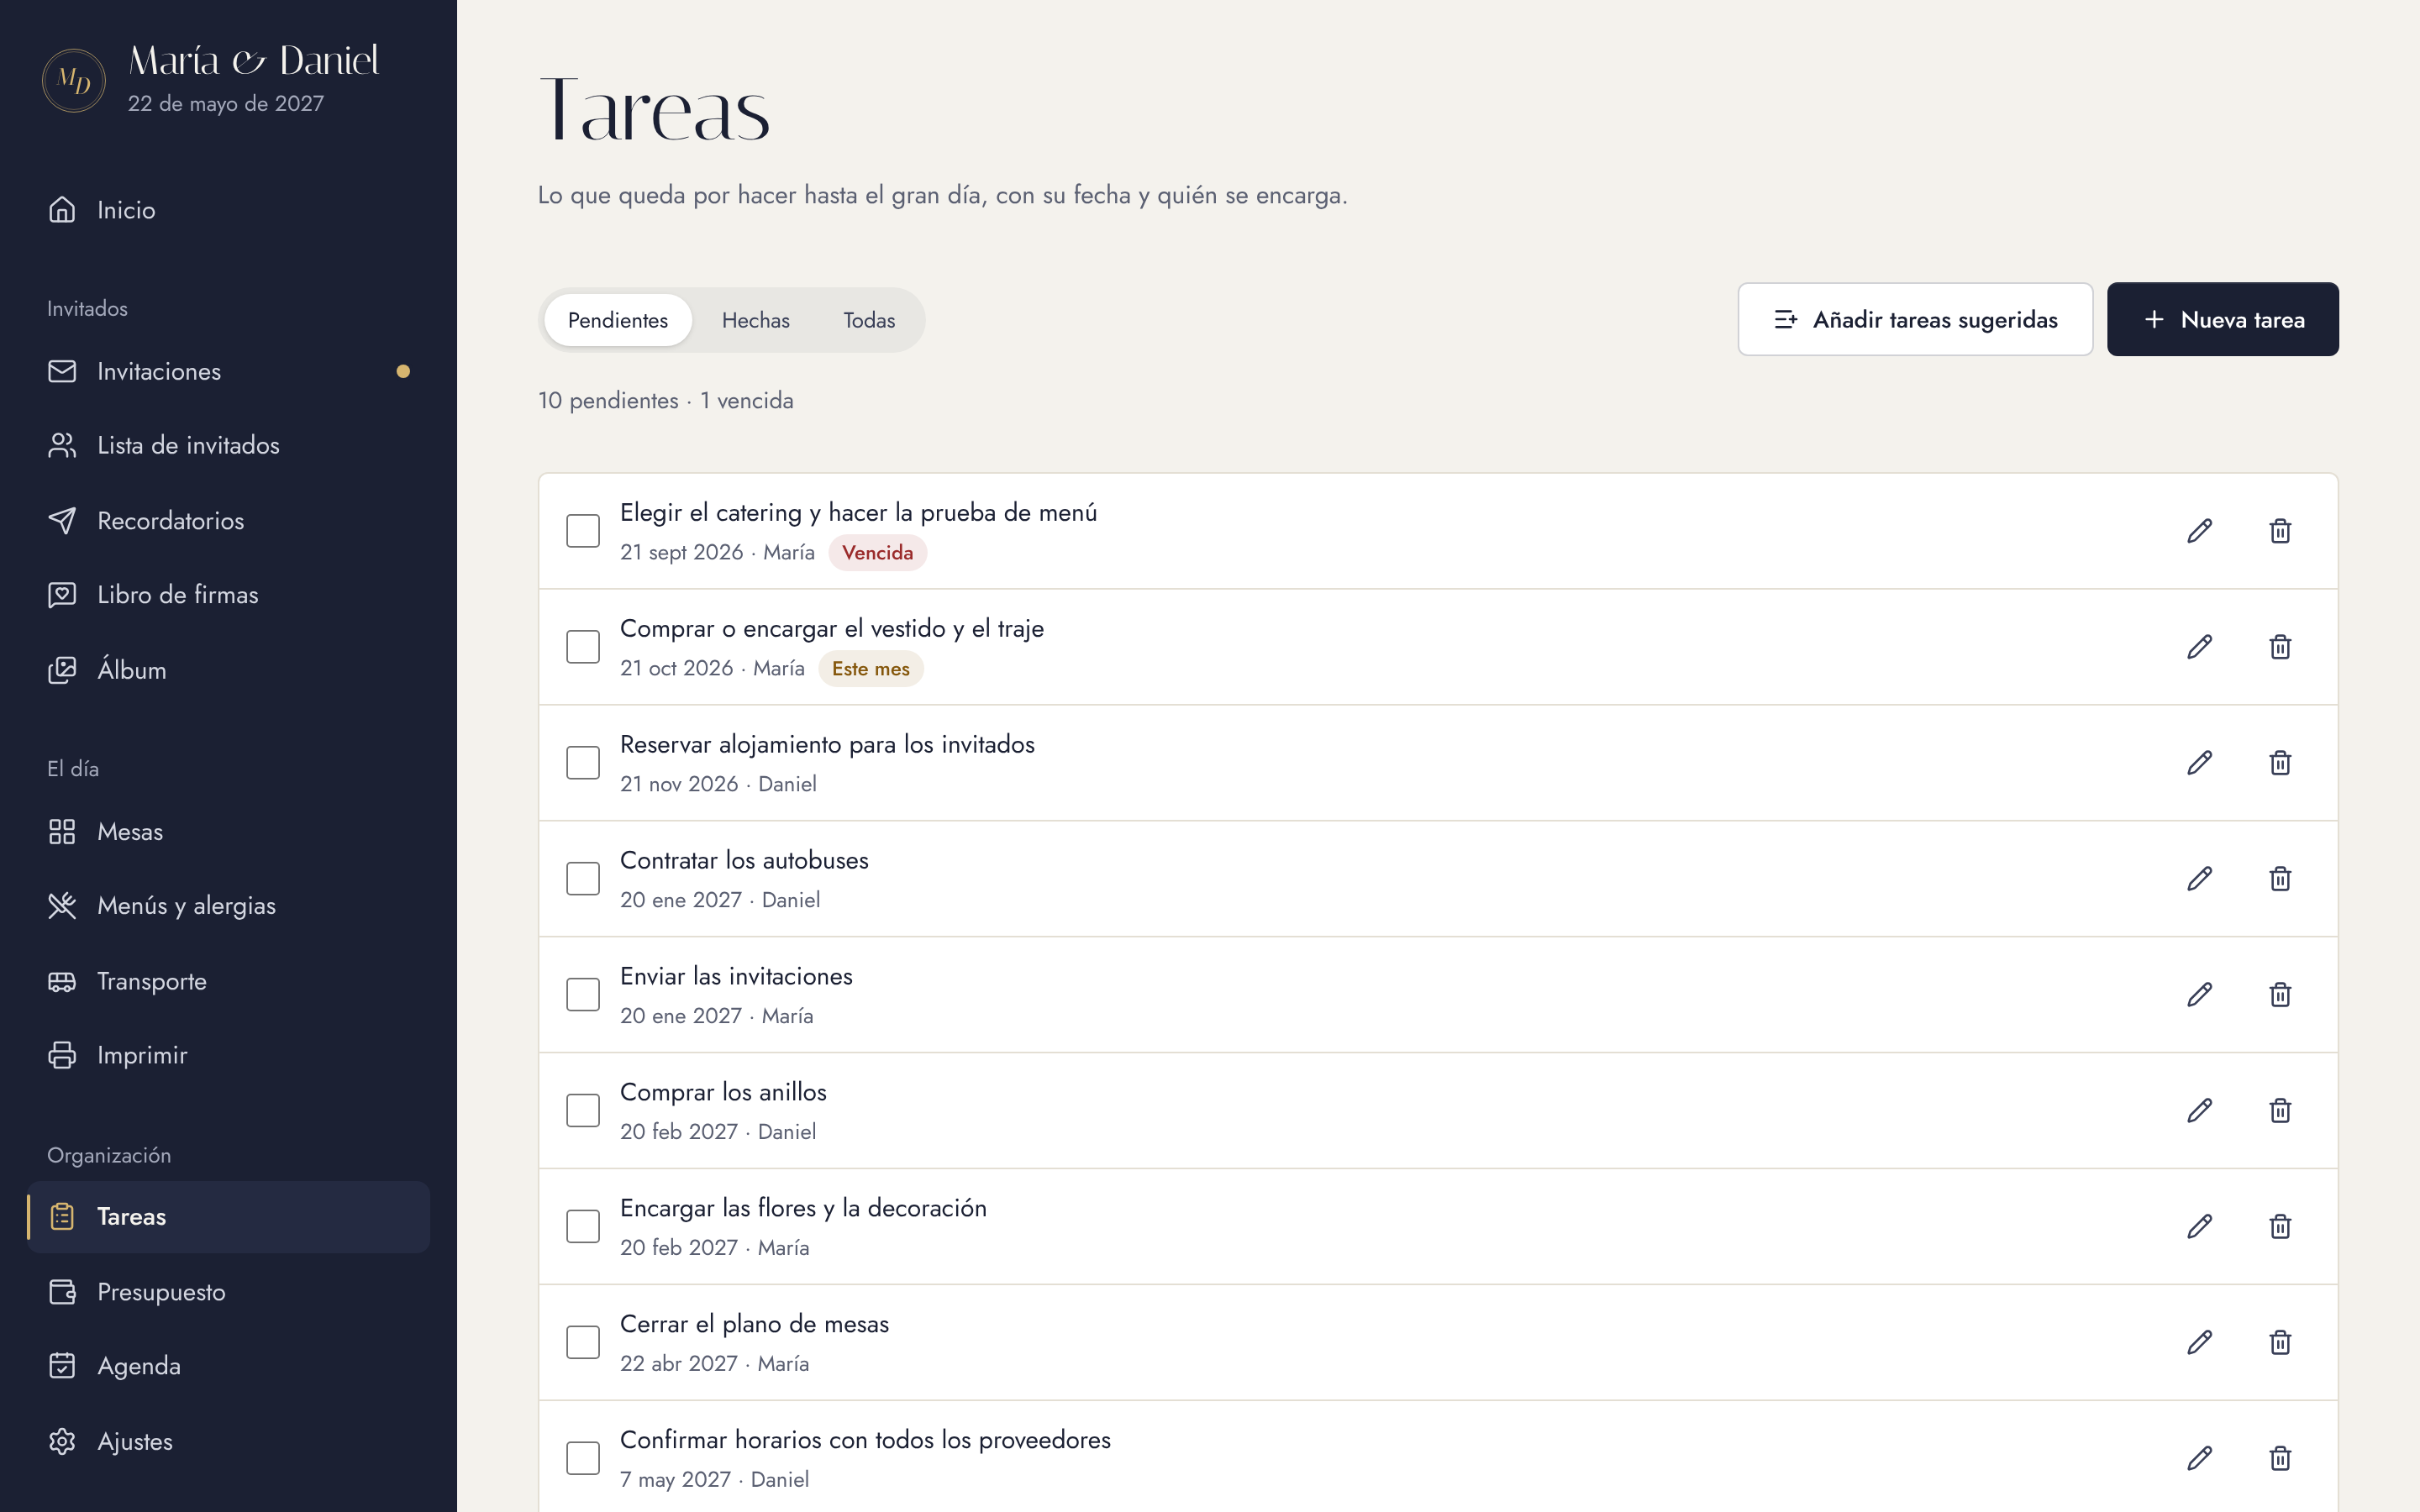 María & Daniel
22 de mayo de 2027
MD
Inicio
Invitados
Invitaciones
Lista de invitados
Recordatorios
Libro de firmas
Álbum
El día
Mesas
Menús y alergias
Transporte
Imprimir
Organización
Tareas
Presupuesto
Agenda
Ajustes
Tareas
Lo que queda por hacer hasta el gran día, con su fecha y quién se encarga.
Pendientes Hechas Todas
Añadir tareas sugeridas
Nueva tarea
10 pendientes · 1 vencida
Elegir el catering y hacer la prueba de menú
21 sept 2026 · María Vencida
Comprar o encargar el vestido y el traje
21 oct 2026 · María Este mes
Reservar alojamiento para los invitados
21 nov 2026 · Daniel
Contratar los autobuses
20 ene 2027 · Daniel
Enviar las invitaciones
20 ene 2027 · María
Comprar los anillos
20 feb 2027 · Daniel
Encargar las flores y la decoración
20 feb 2027 · María
Cerrar el plano de mesas
22 abr 2027 · María
Confirmar horarios con todos los proveedores
7 may 2027 · Daniel